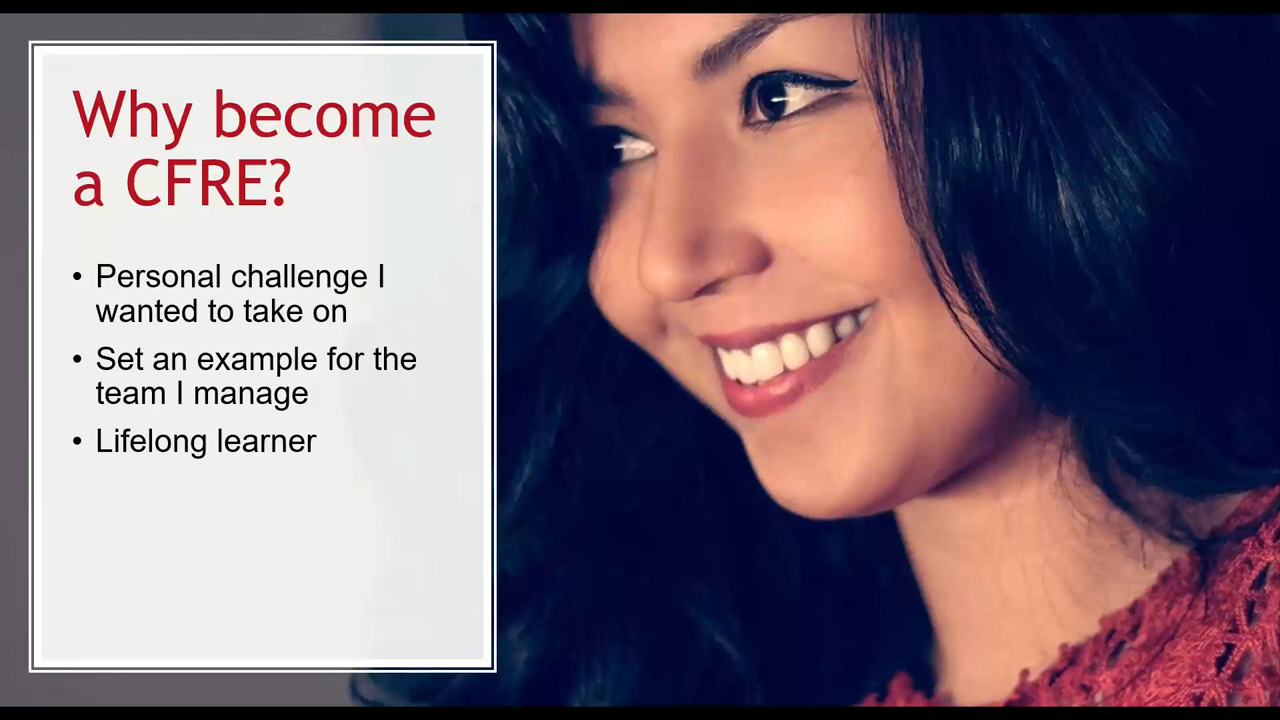 Why become
a CFRE?
• Personal challenge I
wanted to take on
• Set an example for the
team I manage
• Lifelong learner